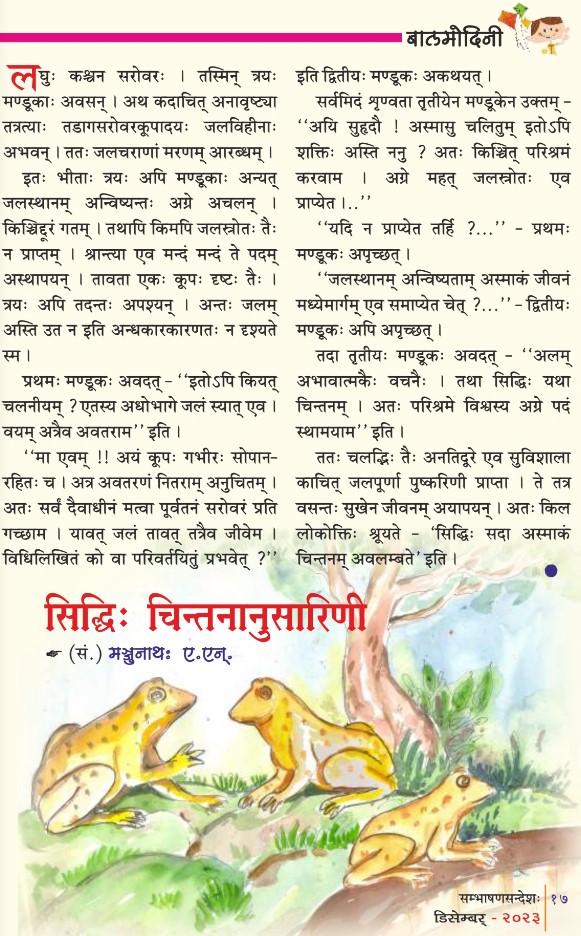 बालमोदिनी
लघुः कश्चन सरोवरः । तस्मिन् त्रयः
मण्डूकाः अवसन् । अथ कदाचित् अनावृष्ट्या
तत्रत्याः तडागसरोवरकूपादयः जलविहीनाः
अभवन् । ततः जलचराणां मरणम् आरब्धम् ।
इतः भीताः त्रयः अपि मण्डूकाः अन्यत्
जलस्थानम् अन्विष्यन्तः अग्रे अचलन् ।
किञ्चिद्दूरं गतम् । तथापि किमपि जलस्त्रोतः तैः
न प्राप्तम् । श्रान्त्या एव मन्दं मन्दं ते पदम्
अस्थापयन् । तावता एकः कूपः दृष्टः तैः ।
त्रयः अपि तदन्तः अपश्यन् । अन्तः जलम्
अस्ति उत न इति अन्धकारकारणतः न दृश्यते
स्म ।
प्रथमः मण्डूकः अवदत् - ‘‘इतोऽपि कियत्
चलनीयम् ? एतस्य अधोभागे जलं स्यात् एव ।
वयम् अत्रैव अवतराम’’ इति ।
‘‘मा एवम् !! अयं कूपः गभीरः सोपान-
रहितः च । अत्र अवतरणं नितराम् अनुचितम् ।
अतः सर्वं दैवाधीनं मत्वा पूर्वतनं सरोवरं प्रति
गच्छाम । यावत् जलं तावत् तत्रैव जीवेम ।
विधिलिखितं को वा परिवर्तयितुं प्रभवेत् ?’’
इति द्वितीयः मण्डूकः अकथयत् ।
सर्वमिदं शृण्वता तृतीयेन मण्डूकेन उक्तम् -
‘‘अयि सुहृदौ ! अस्मासु चलितुम् इतोऽपि
शक्तिः अस्ति ननु ? अतः किञ्चित् परिश्रमं
करवाम । अग्रे महत् जलस्त्रोतः एव
प्राप्येत ।..’’
‘‘यदि न प्राप्येत तर्हि ?...’’ - प्रथमः
मण्डूकः अपृच्छत् ।
‘‘जलस्थानम् अन्विष्यताम् अस्माकं जीवनं
मध्येमार्गम् एव समाप्येत चेत् ?...’’ - द्वितीयः
मण्डूकः अपि अपृच्छत् ।
तदा तृतीयः मण्डूकः अवदत् - ‘‘अलम्
अभावात्मकैः वचनैः । तथा सिद्धिः यथा
चिन्तनम् । अतः परिश्रमे विश्वस्य अग्रे पदं
स्थापयाम’’ इति ।
ततः चलद्भिः तैः अनतिदूरे एव सुविशाला
काचित् जलपूर्णा पुष्करिणी प्राप्ता । ते तत्र
वसन्तः सुखेन जीवनम् अयापयन् । अतः किल
लोकोक्तिः श्रूयते - ‘सिद्धिः सदा अस्माकं
चिन्तनम् अवलम्बते’ इति ।
सिद्धिः चिन्तनानुसारिणी
☛ (सं.) मञ्जुनाथः ए.एन्.
सम्भाषणसन्देशः १७
डिसेम्बर् - २०२३